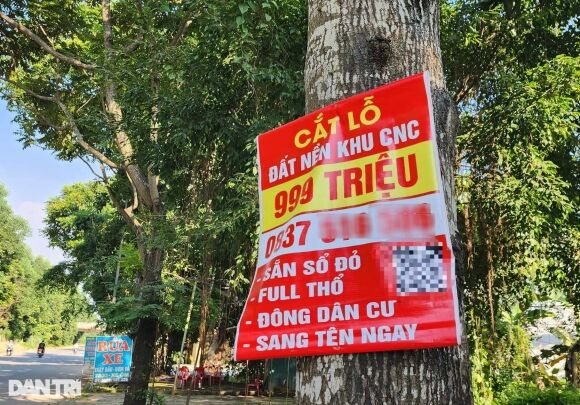 CẮT LỖ
ĐẤT NỀN KHU CNC
999 TRIỆU
0937
- SẴN SỔ ĐỎ
- FULL THỔ
- ĐÔNG DÂN CƯ
- SANG TÊN NGAY
RỬA
XE
DANTRI